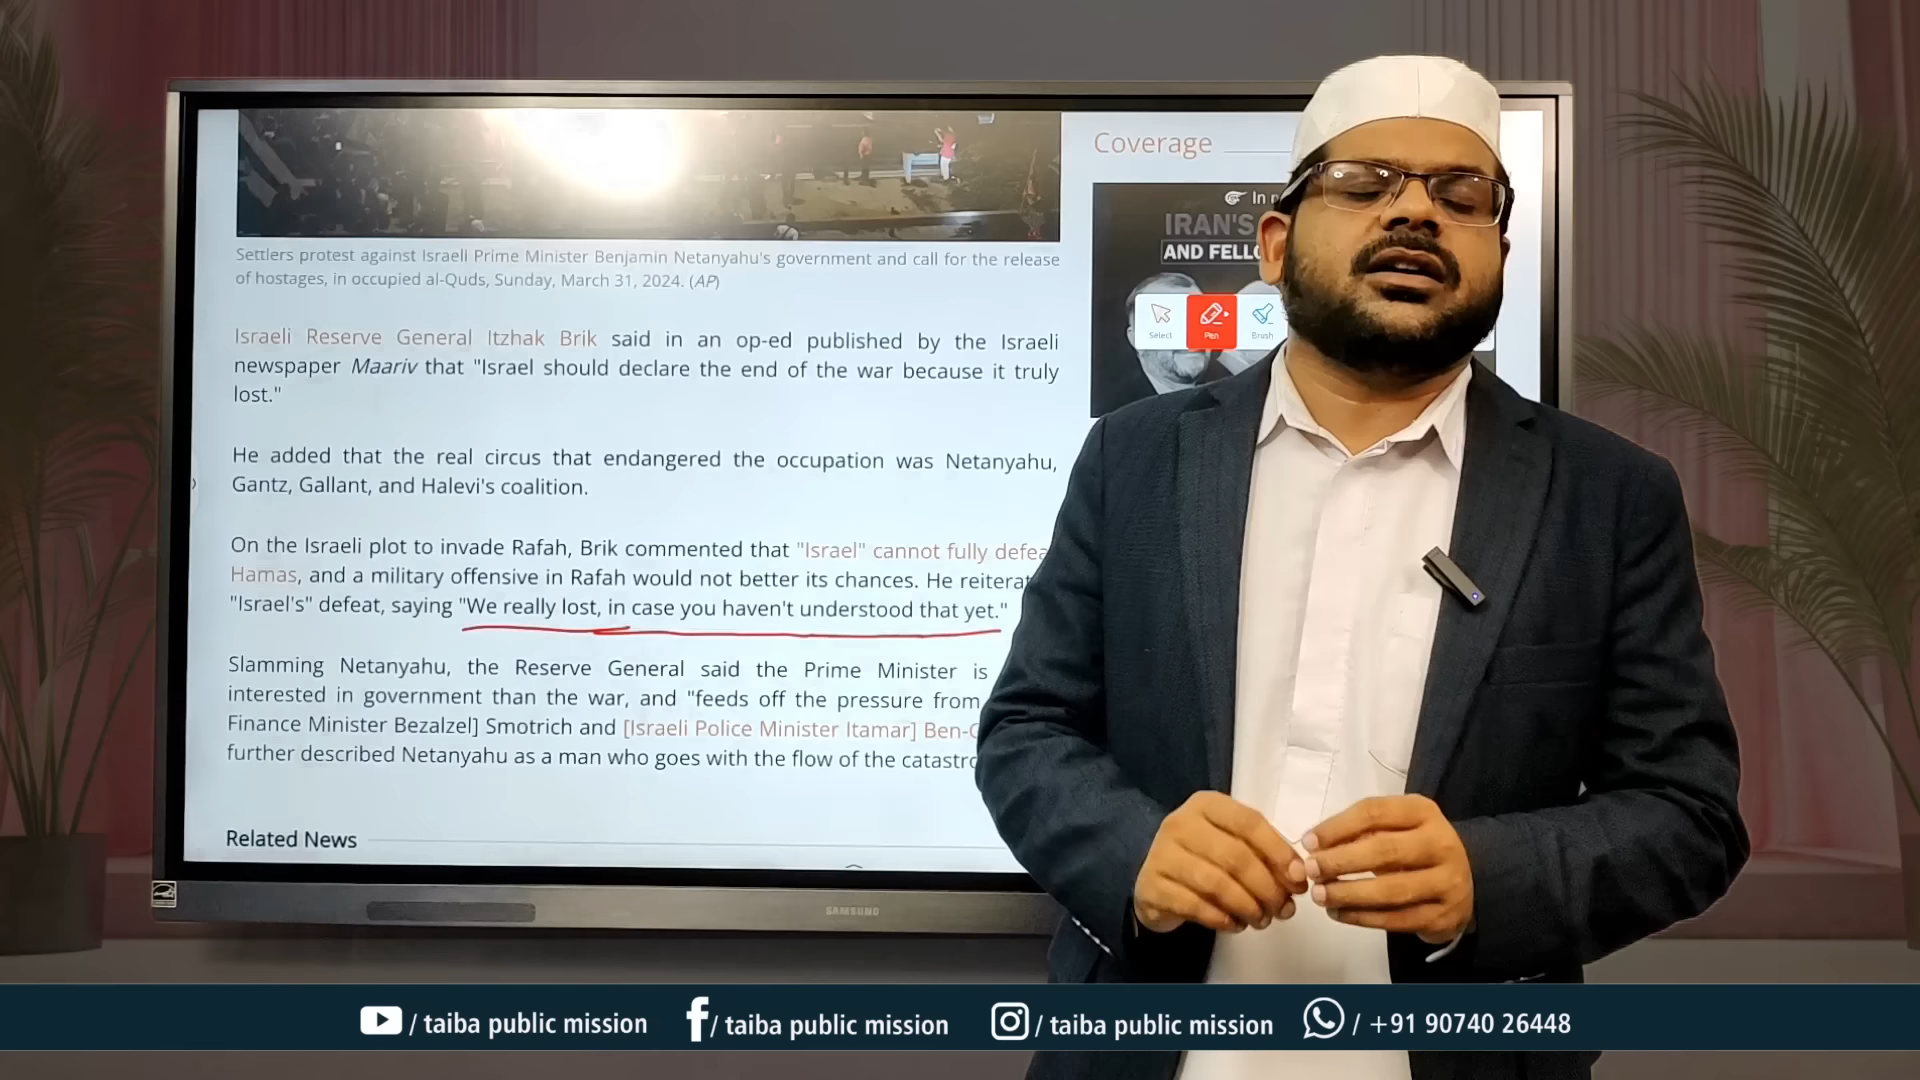 Settlers protest against Israeli Prime Minister Benjamin Netanyahu's government and call for the release
of hostages, in occupied al-Quds, Sunday, March 31, 2024. (AP)
Israeli Reserve General Itzhak Brik said in an op-ed published by the Israeli
newspaper Maariv that "Israel should declare the end of the war because it truly
lost."
He added that the real circus that endangered the occupation was Netanyahu,
Gantz, Gallant, and Halevi's coalition.
On the Israeli plot to invade Rafah, Brik commented that "Israel" cannot fully
Hamas, and a military offensive in Rafah would not better its chances. He
"Israel's" defeat, saying "We really lost, in case you haven't understood that yet."
Slamming Netanyahu, the Reserve General said the Prime Minister is
interested in government than the war, and "feeds off the pressure from
Finance Minister Bezalzel] Smotrich and [Israeli Police Minister Itamar]
further described Netanyahu as a man who goes with the flow of the
Related News
Coverage
In
IRAN'S
AND
Select
Pen
Brush
SAMSUNG
/ taiba public mission
/ taiba public mission
/ taiba public mission
/ +91 90740 26448